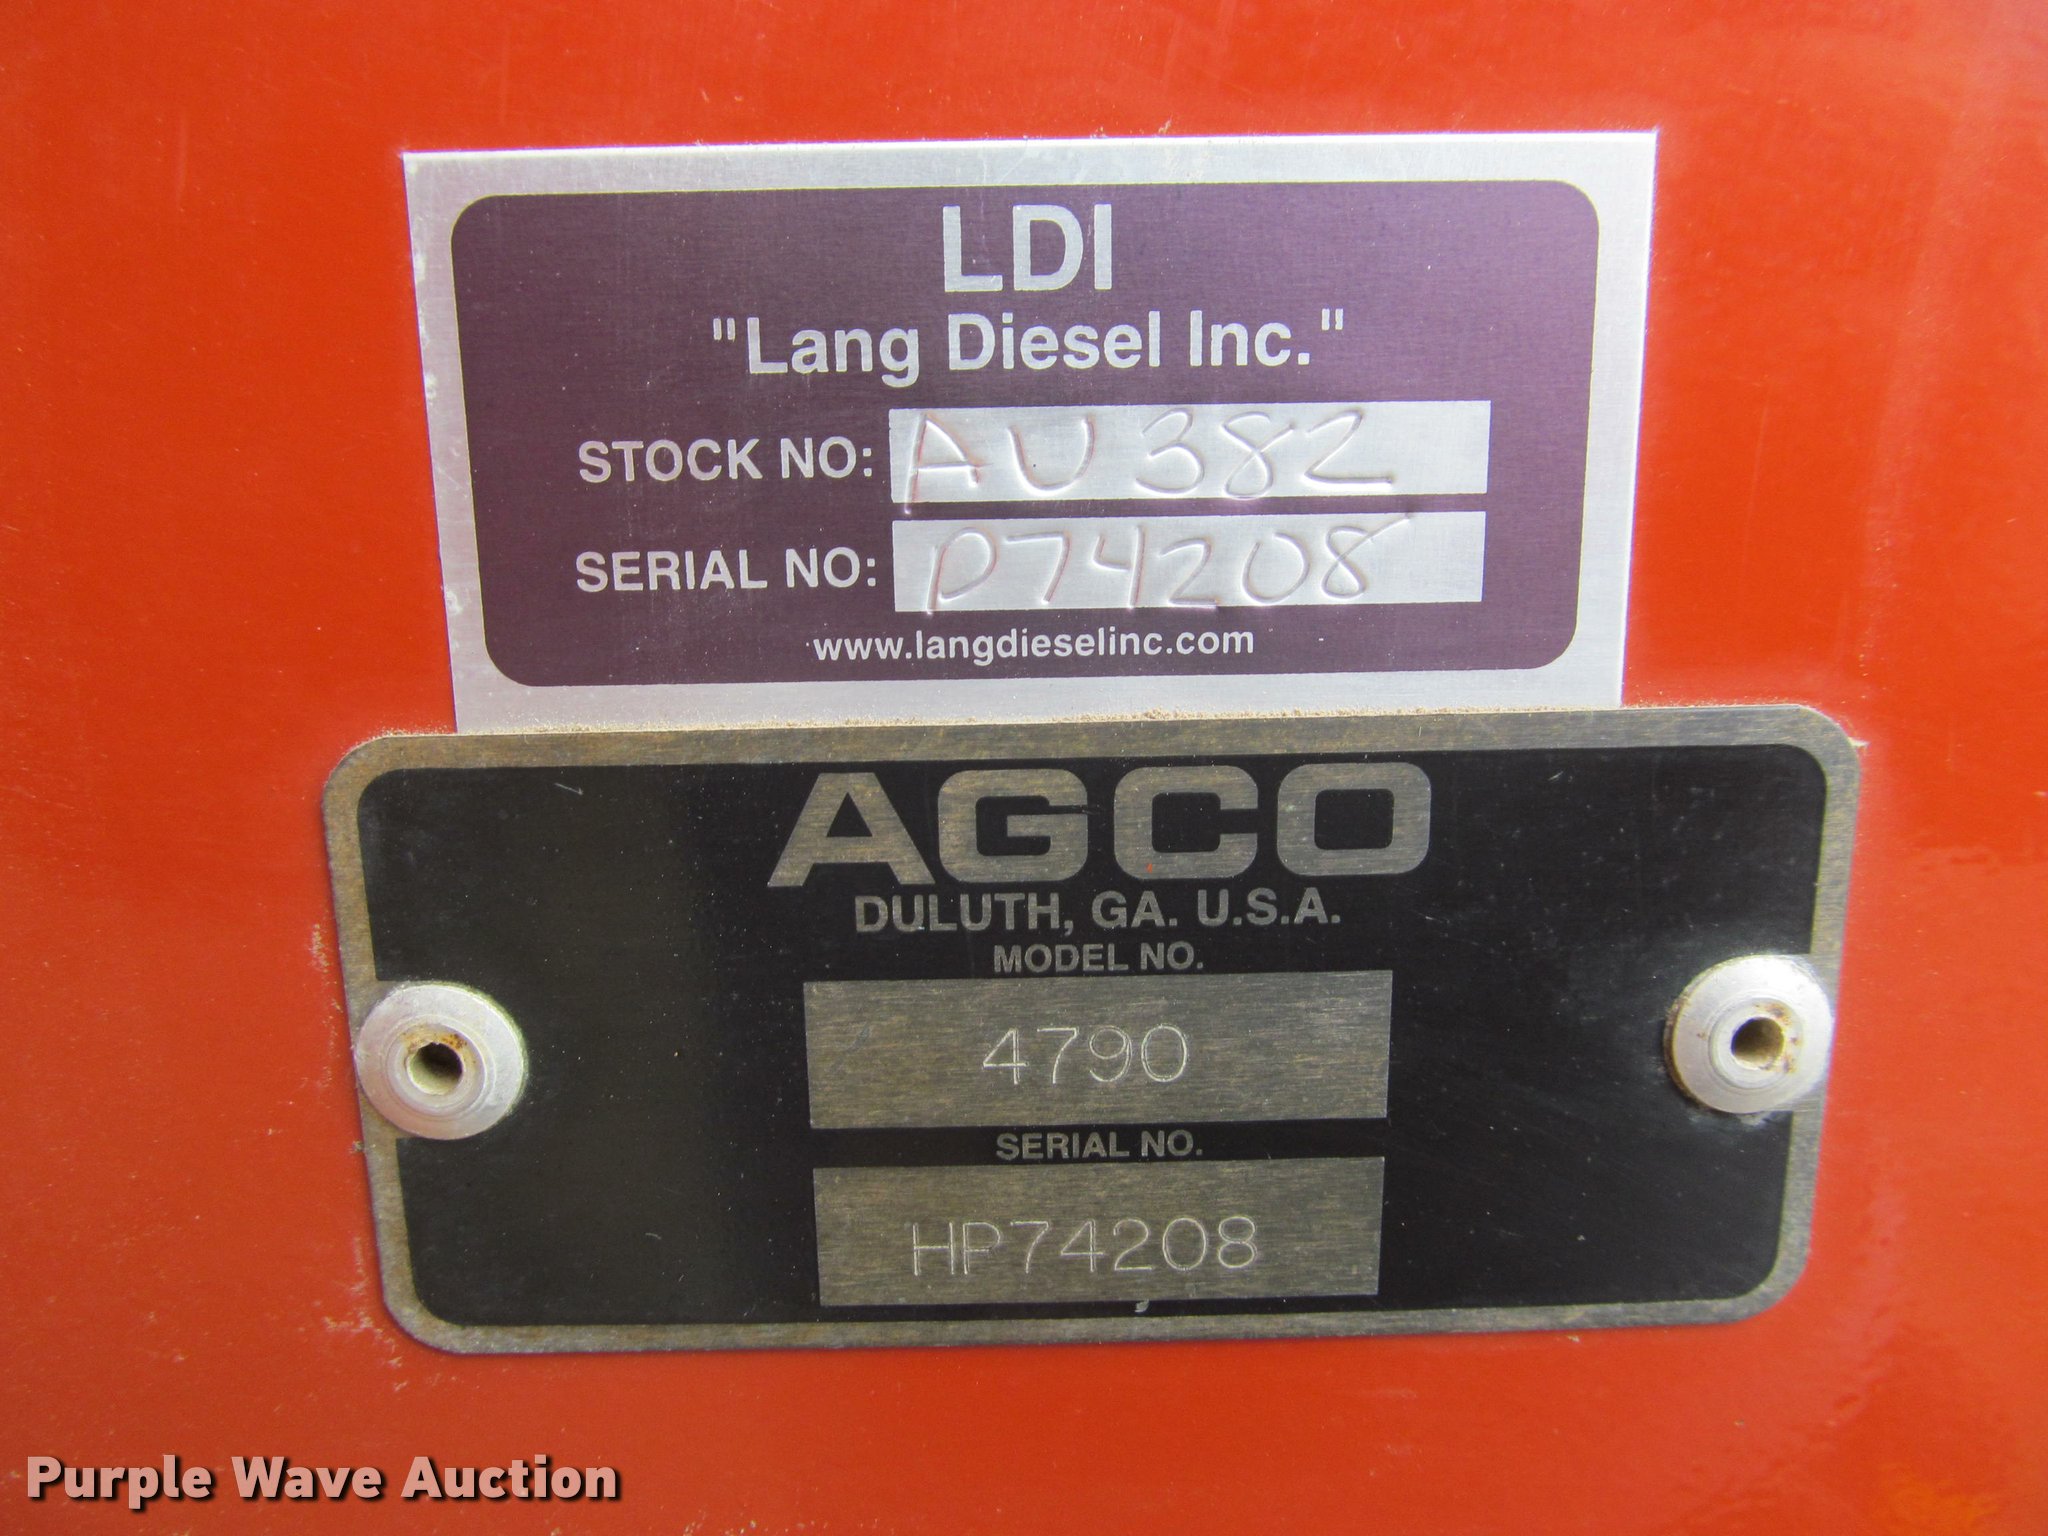 LDI
"Lang Diesel Inc."
STOCK NO: AU382
SERIAL NO: P74208
www.langdieselinc.com
AGCO
DULUTH, GA. U.S.A.
MODEL NO.
4790
SERIAL NO.
HP74208
Purple Wave Auction